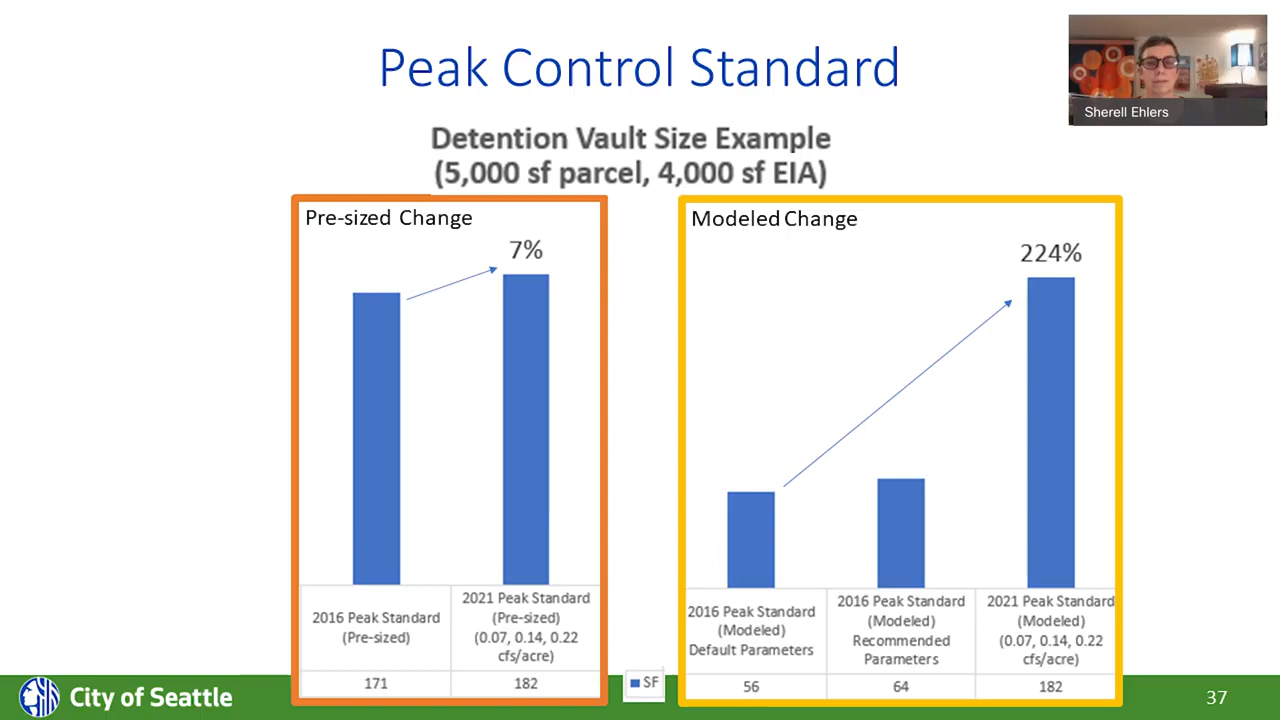 Peak Control Standard
Sherell Ehlers
Detention Vault Size Example
(5,000 sf parcel, 4,000 sf EIA)
Pre-sized Change
7%
2016 Peak Standard
(Pre-sized)
2021 Peak Standard
(Pre-sized)
(0.07, 0.14, 0.22
cfs/acre)
171
182
SF
Modeled Change
224%
2016 Peak Standard
(Modeled)
Default Parameters
2016 Peak Standard
(Modeled)
Recommended
Parameters
2021 Peak Standard
(Modeled)
(0.07, 0.14, 0.22
cfs/acre)
56
64
182
City of Seattle
37